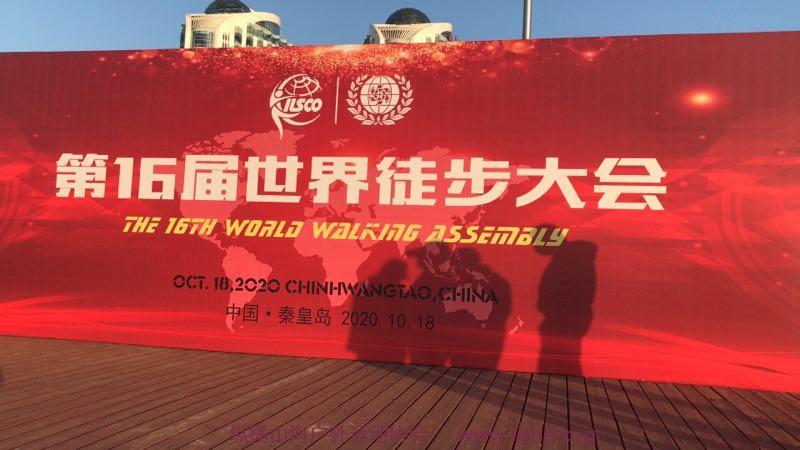 ILSCO
第16届世界徒步大会
THE 16TH WORLD WALKING ASSEMBLY
OCT. 18,2020 CHINHWANGTAO,CHINA
中国·秦皇岛 2020.10.18